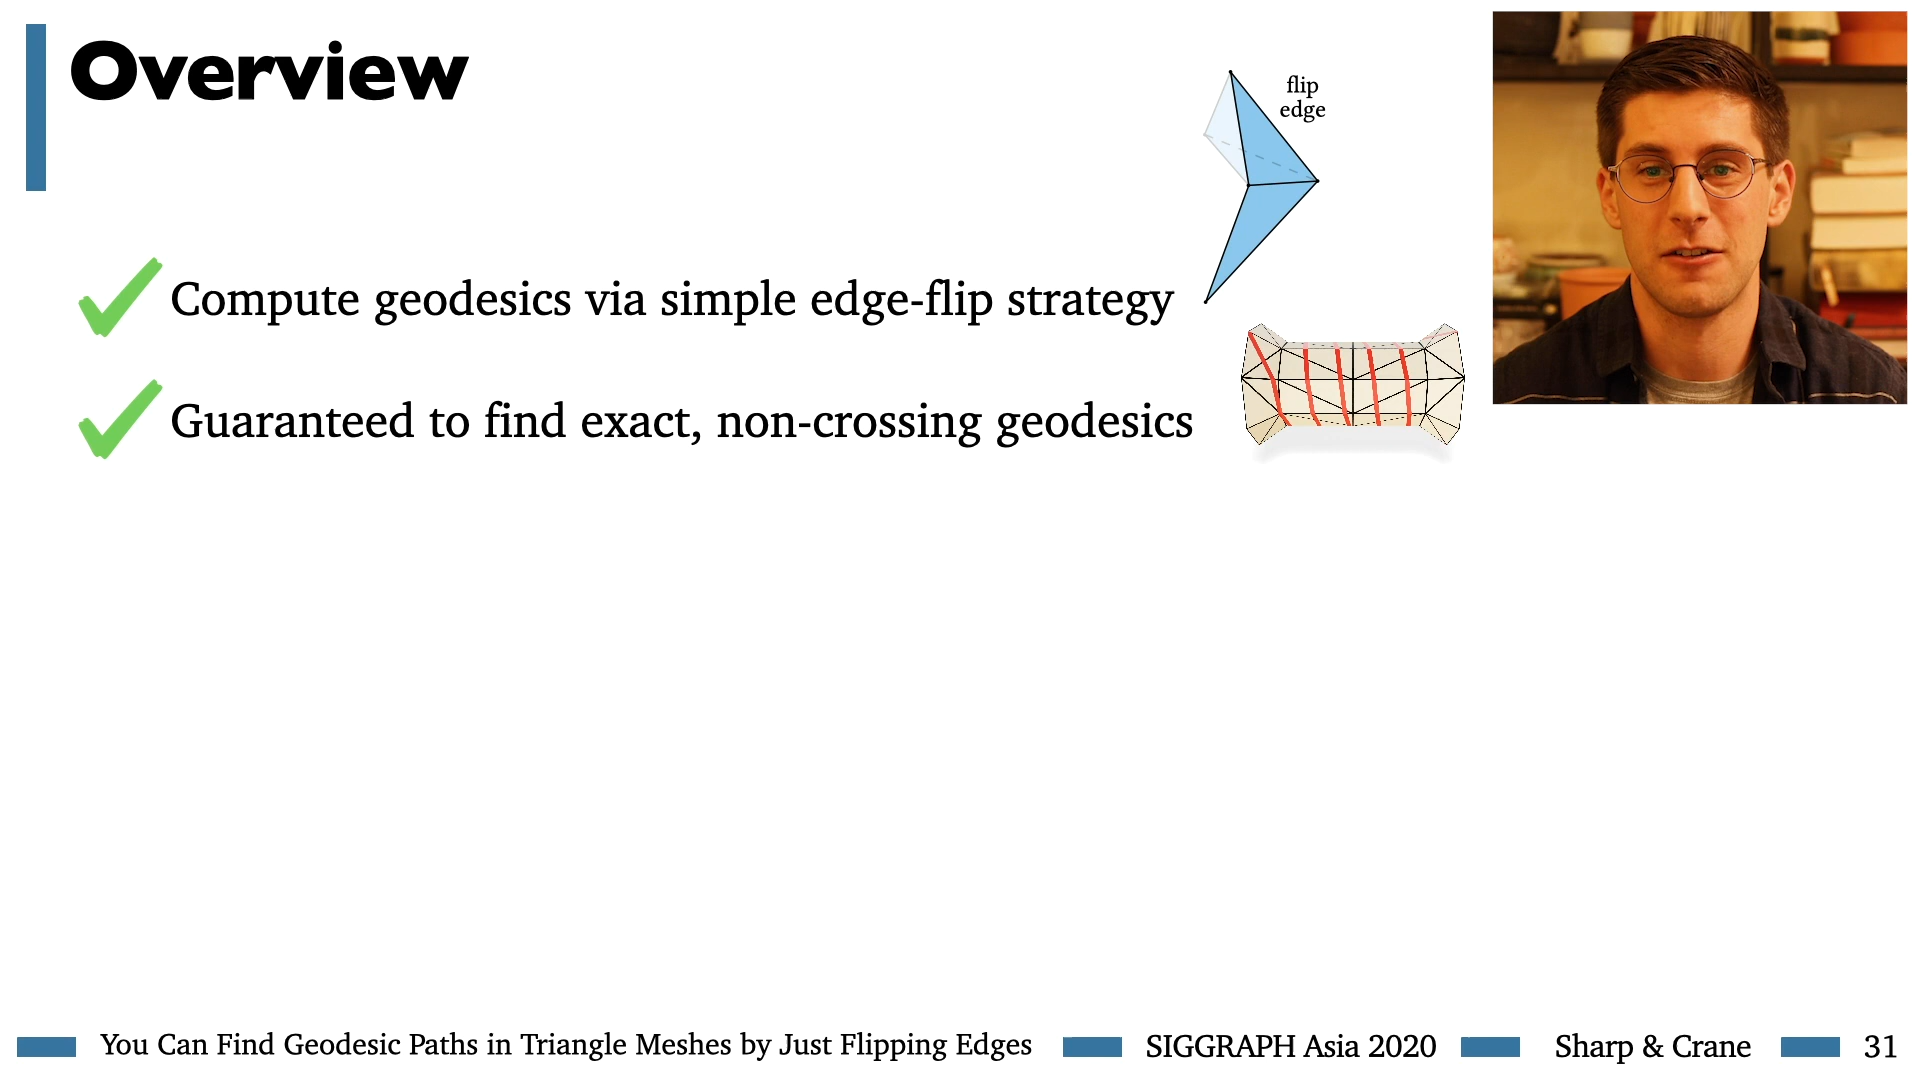 Overview
flip
edge
Compute geodesics via simple edge-flip strategy
Guaranteed to find exact, non-crossing geodesics
You Can Find Geodesic Paths in Triangle Meshes by Just Flipping Edges
SIGGRAPH Asia 2020
Sharp & Crane
31